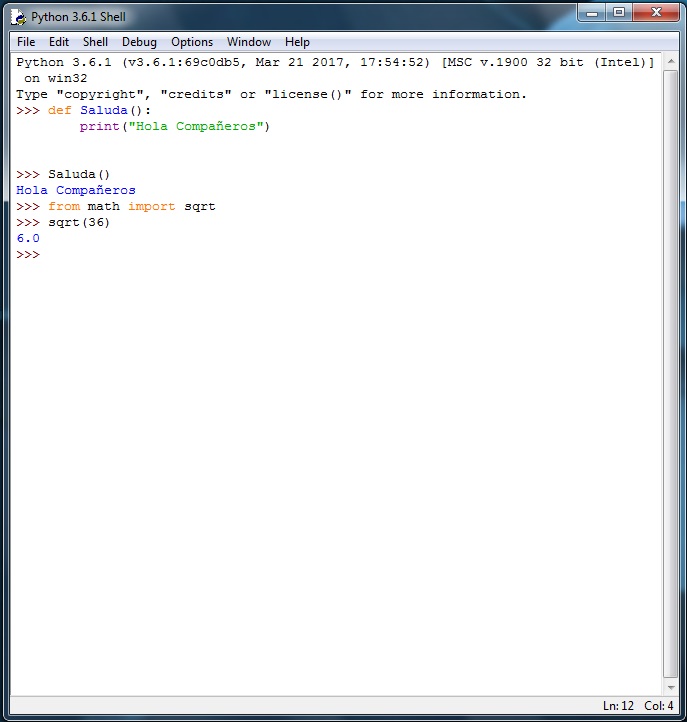 Python 3.6.1 Shell
File Edit Shell Debug Options Window Help
Python 3.6.1 (v3.6.1:69c0db5, Mar 21 2017, 17:54:52) [MSC v.1900 32 bit (Intel)]
 on win32
Type "copyright", "credits" or "license()" for more information.
>>> def Saluda():
        print("Hola Compañeros")
>>> Saluda()
Hola Compañeros
>>> from math import sqrt
>>> sqrt(36)
6.0
>>>
Ln: 12 Col: 4